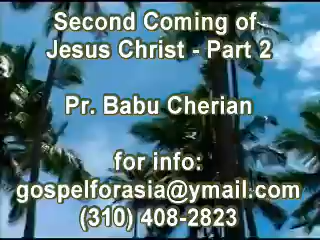 Second Coming of
Jesus Christ - Part 2
Pr. Babu Cherian
for info:
gospelforasia@ymail.com
(310) 408-2823